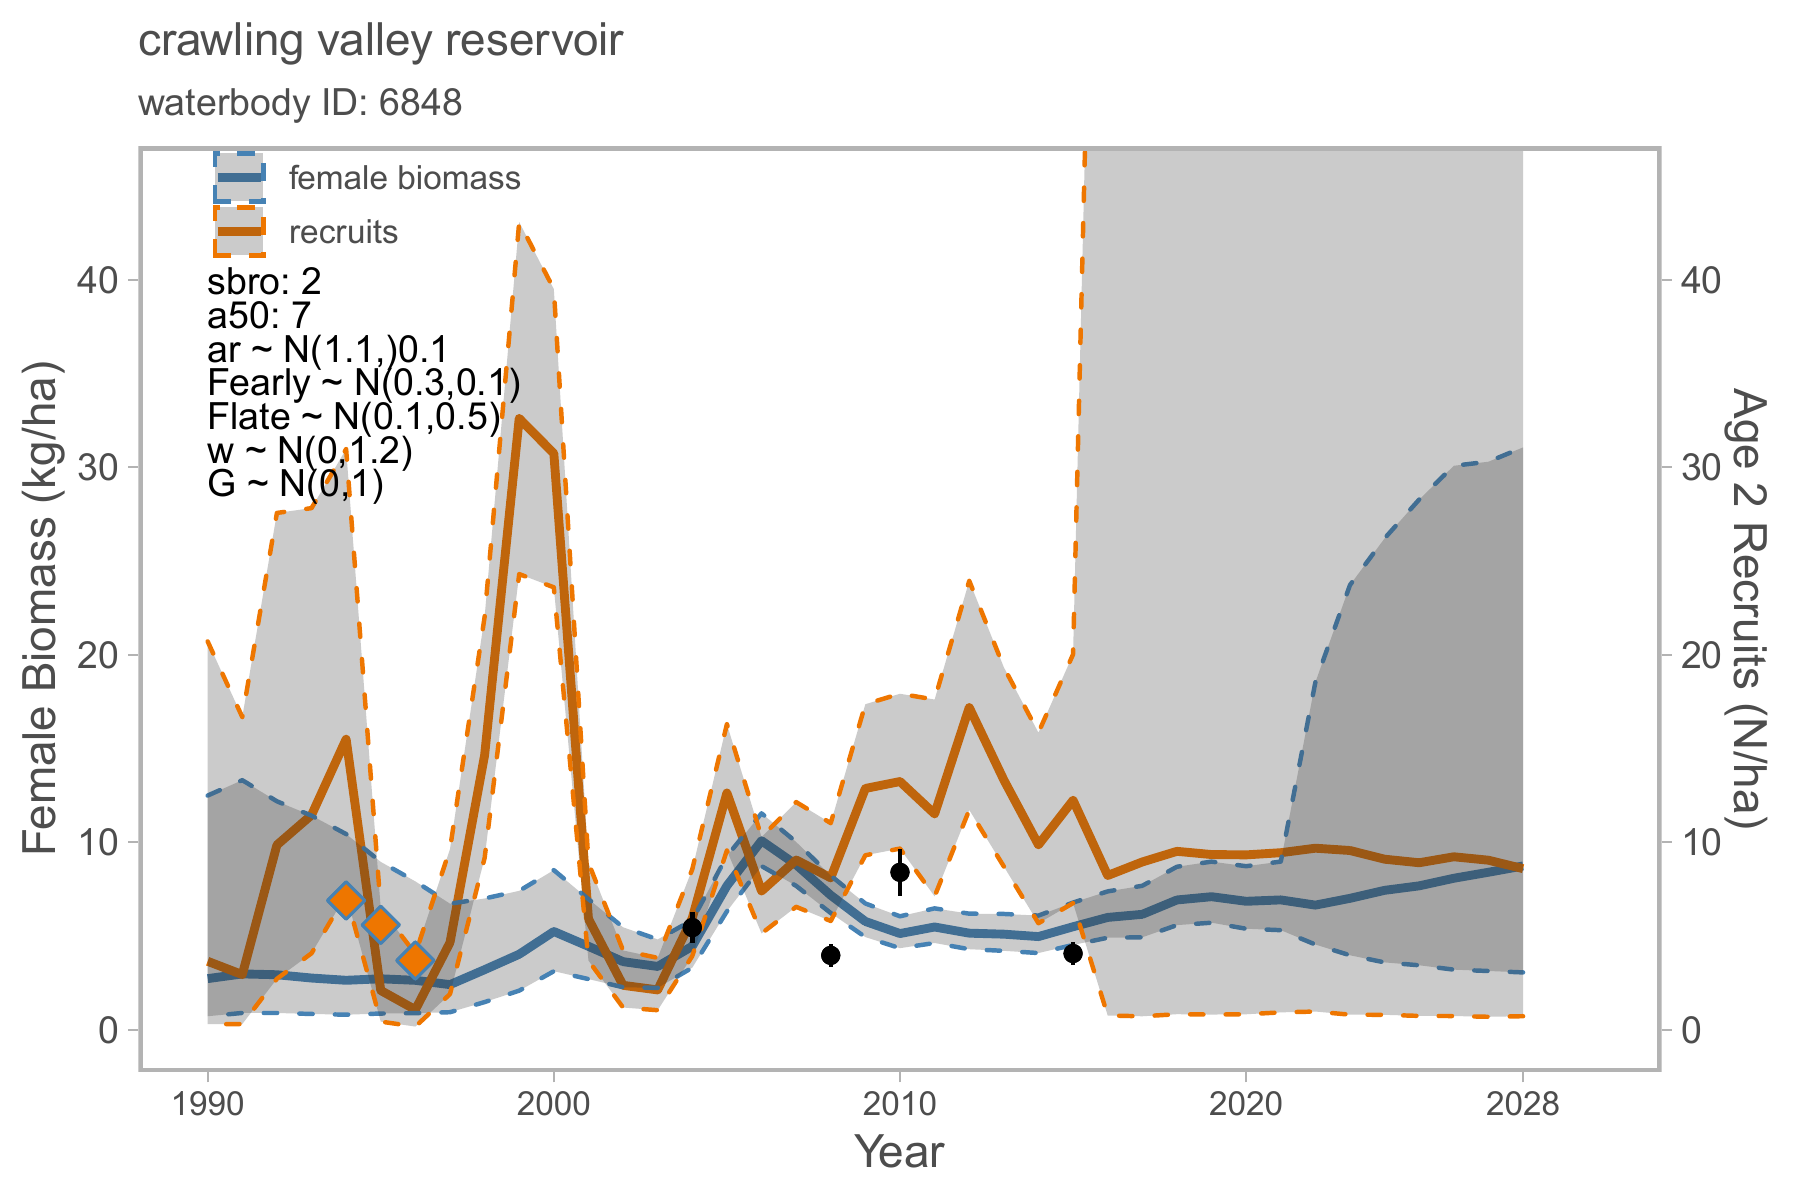 crawling valley reservoir
waterbody ID: 6848
female biomass
recruits
sbro: 2
a50: 7
ar ~ N(1.1,)0.1
Fearly ~ N(0.3,0.1)
Flate ~ N(0.1,0.5)
w ~ N(0,1.2)
G ~ N(0,1)
Female Biomass (kg/ha)
40
30
20
10
0
40
30
20
10
0
Age 2 Recruits (N/ha)
1990
2000
2010
2020
2028
Year